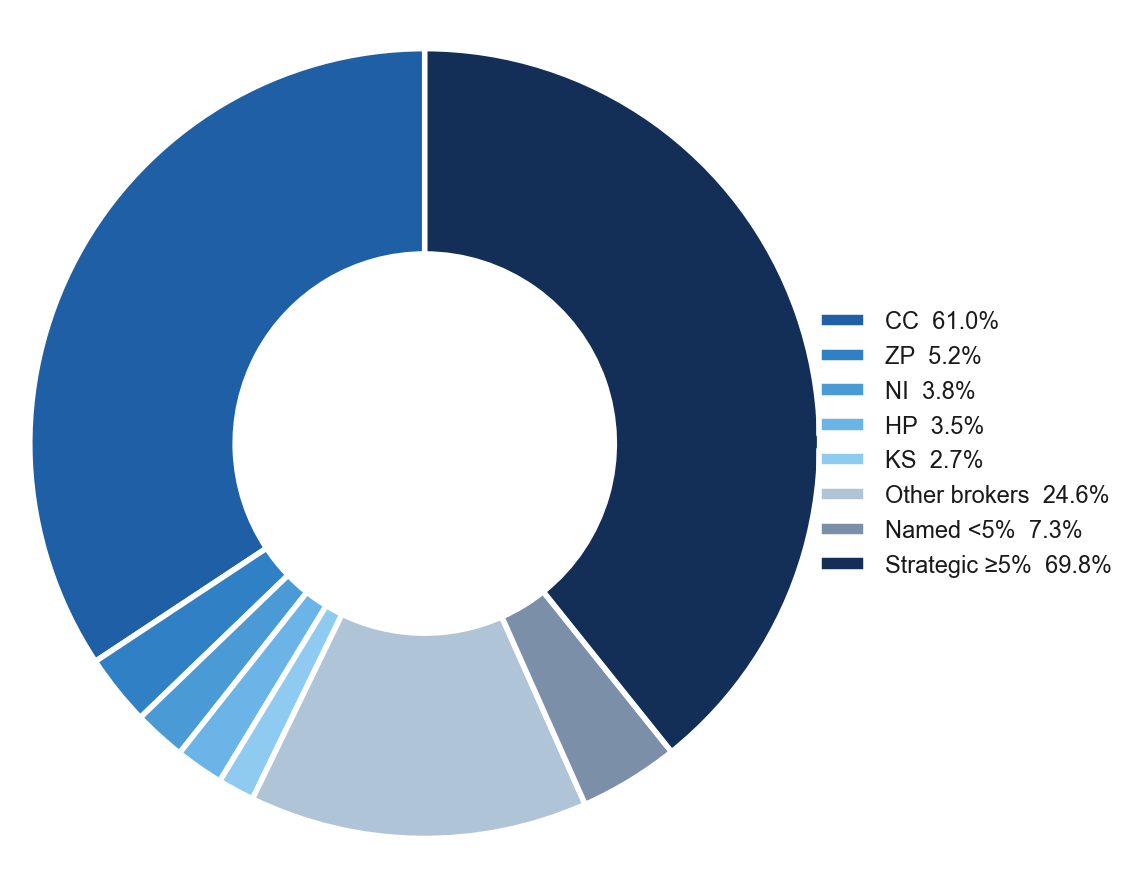 CC  61.0%
ZP  5.2%
NI  3.8%
HP  3.5%
KS  2.7%
Other brokers  24.6%
Named <5%  7.3%
Strategic ≥5%  69.8%